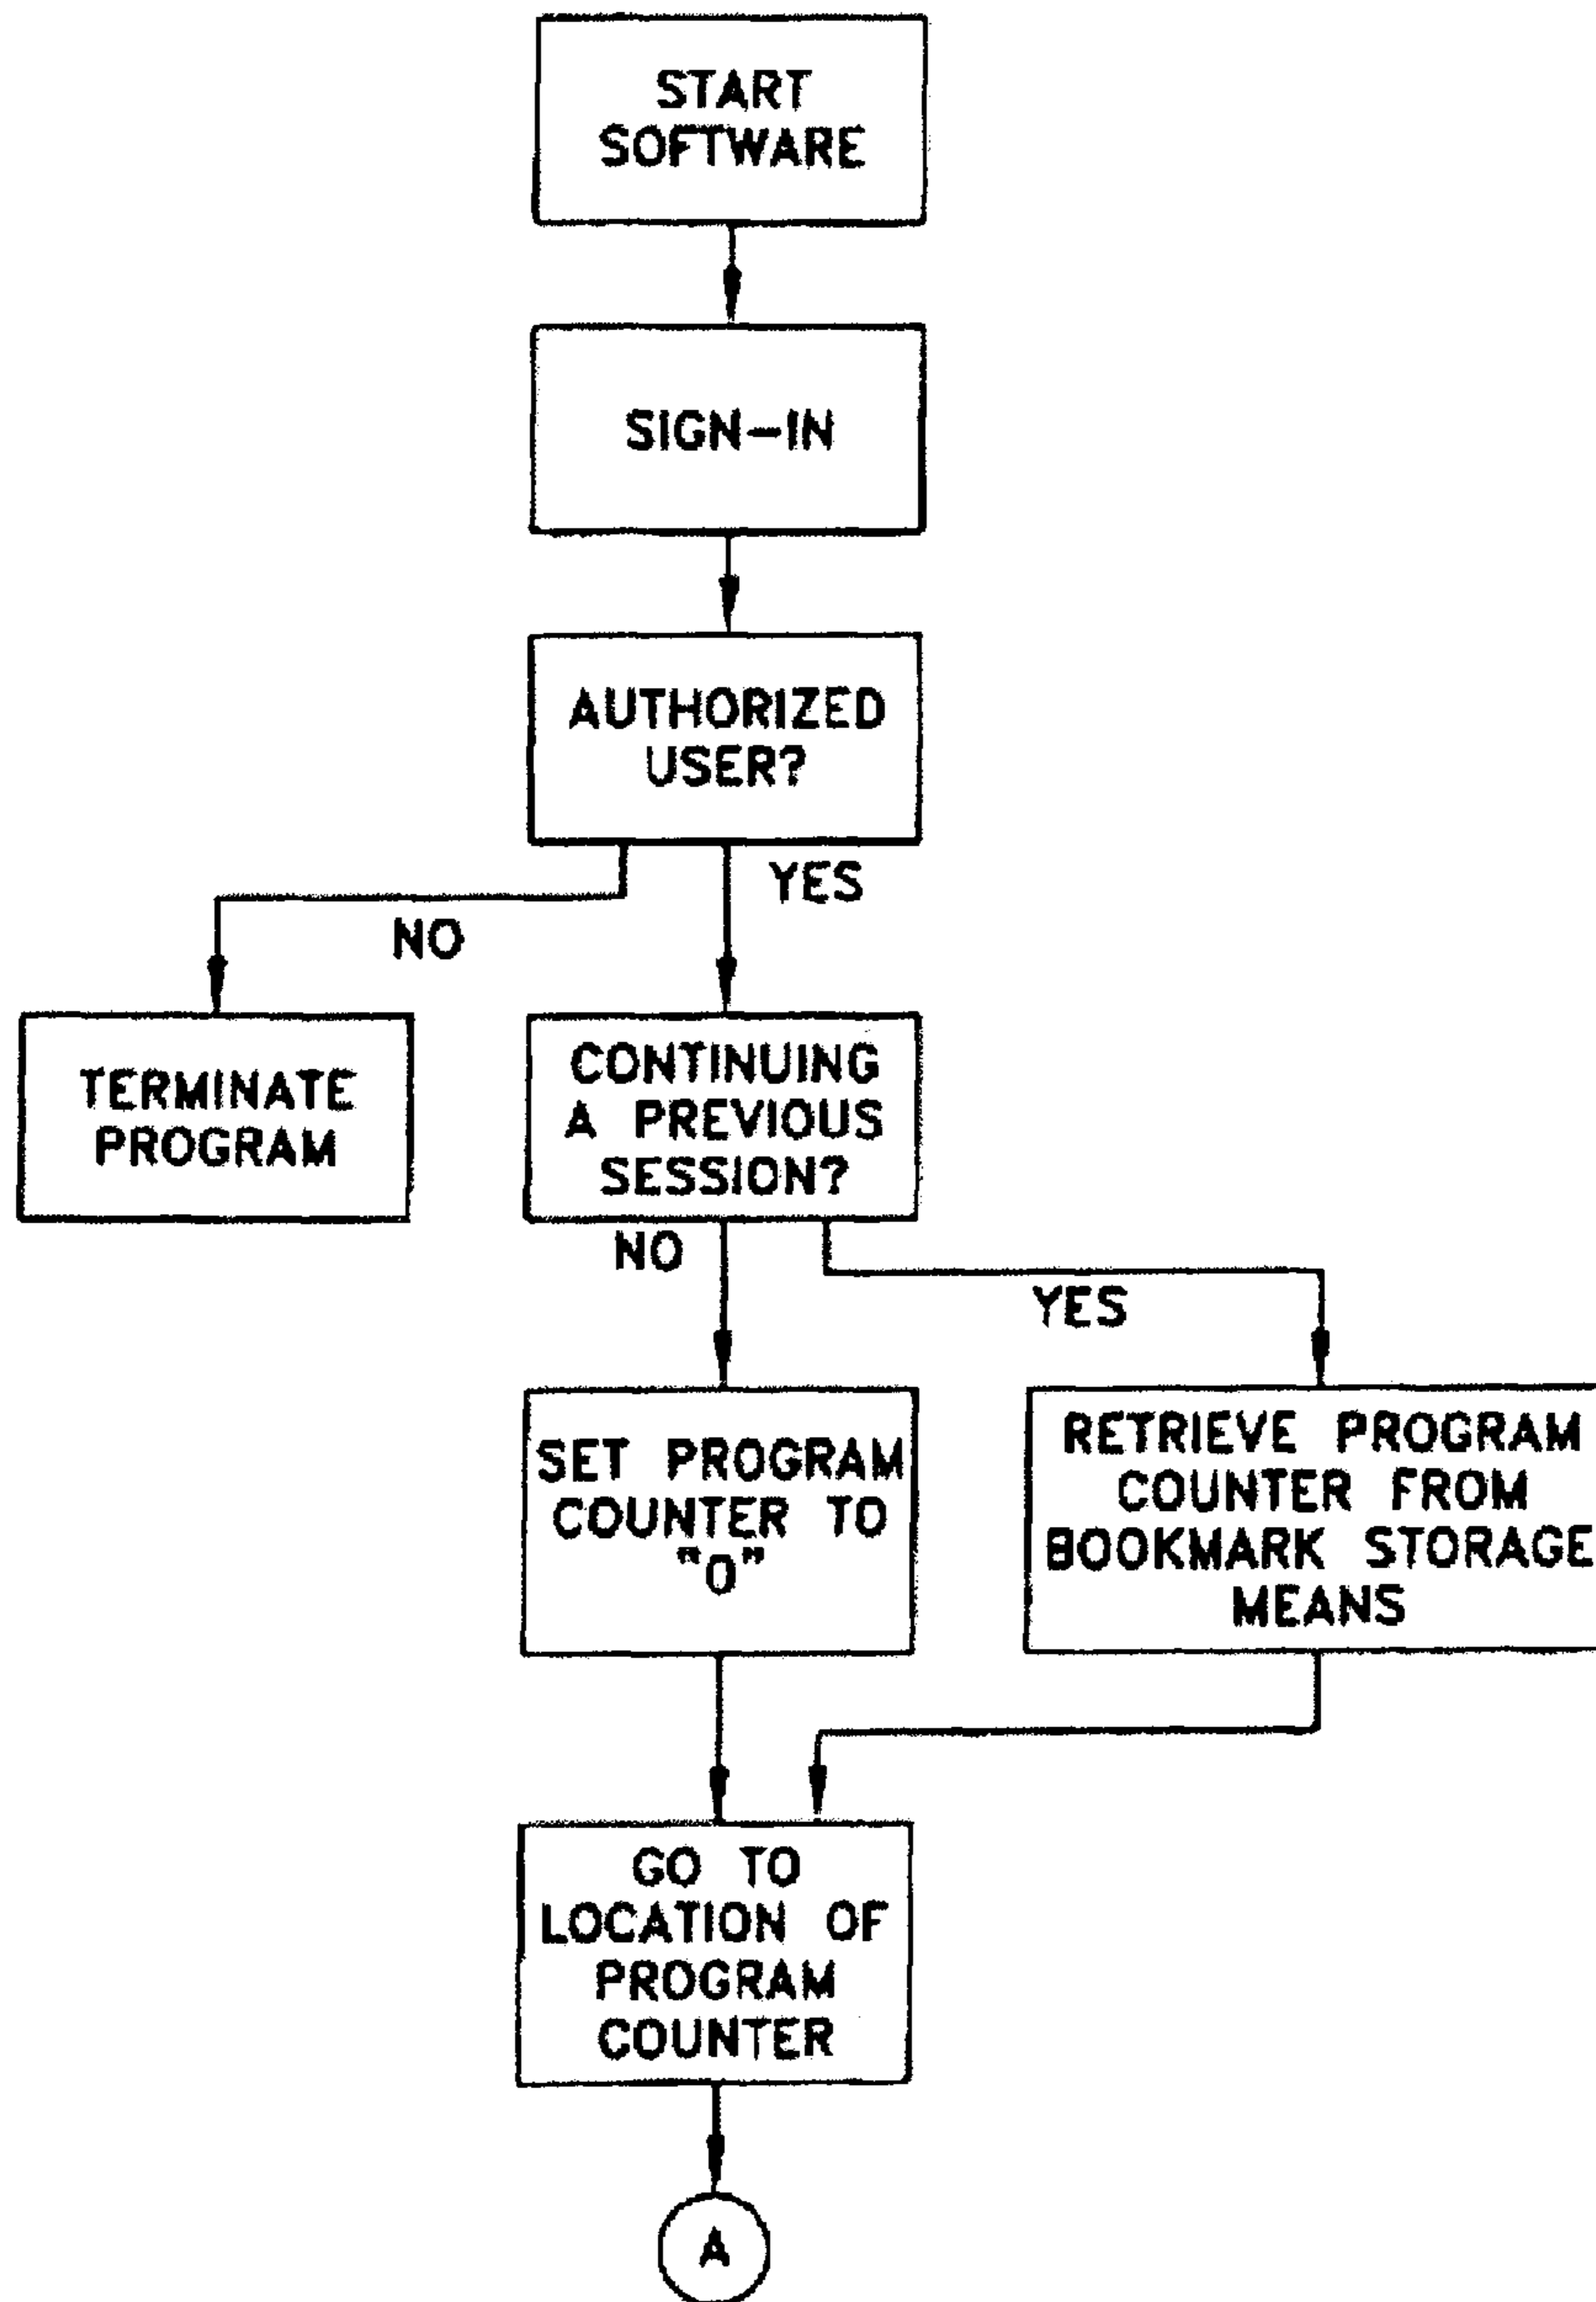 START
SOFTWARE
SIGN-IN
AUTHORIZED
USER?
NO
YES
TERMINATE
PROGRAM
CONTINUING
A PREVIOUS
SESSION?
NO
YES
SET PROGRAM
COUNTER TO
"0"
RETRIEVE PROGRAM
COUNTER FROM
BOOKMARK STORAGE
MEANS
GO TO
LOCATION OF
PROGRAM
COUNTER
A